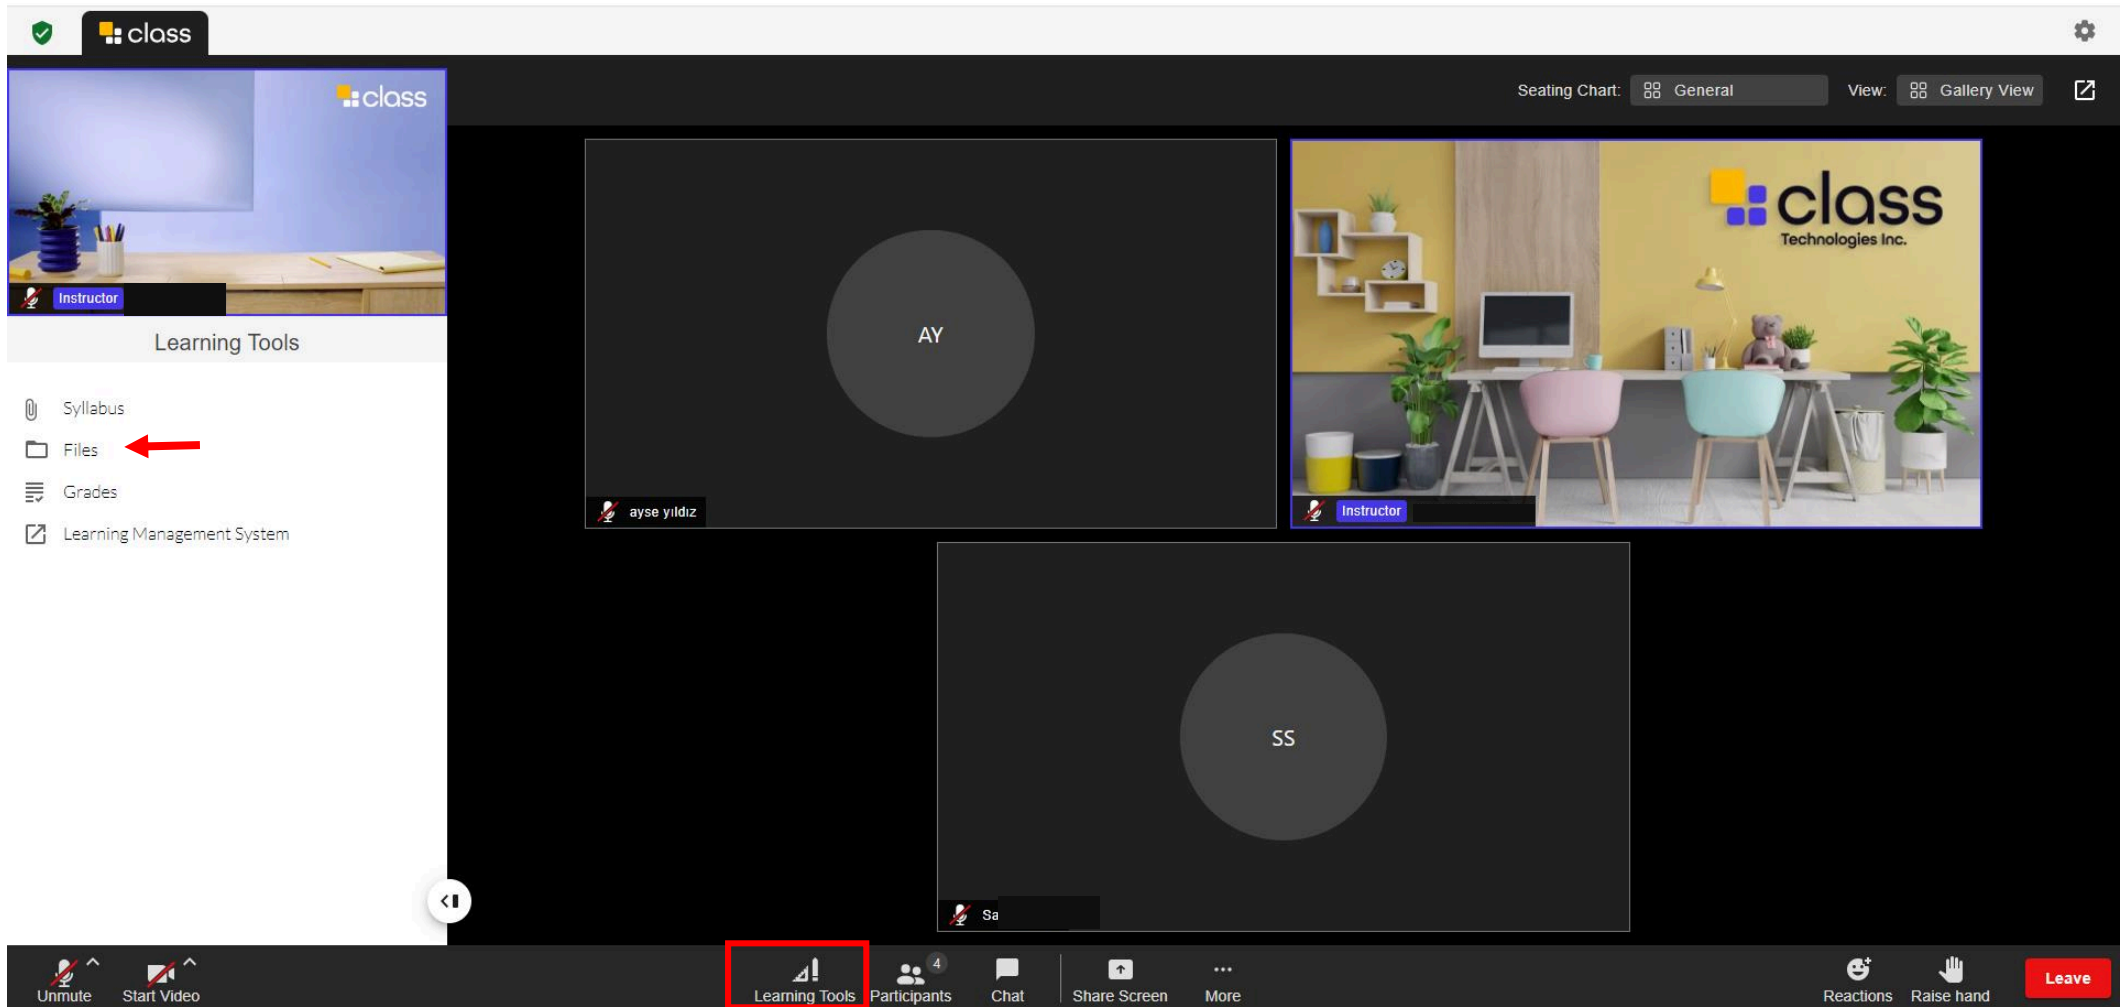 class
Seating Chart: General View: Gallery View
class
Instructor
Learning Tools
Syllabus
Files
Grades
Learning Management System
AY
ayse yıldız
class
Technologies Inc.
Instructor
SS
Sa
Unmute Start Video Learning Tools Participants 4 Chat Share Screen More Reactions Raise hand Leave